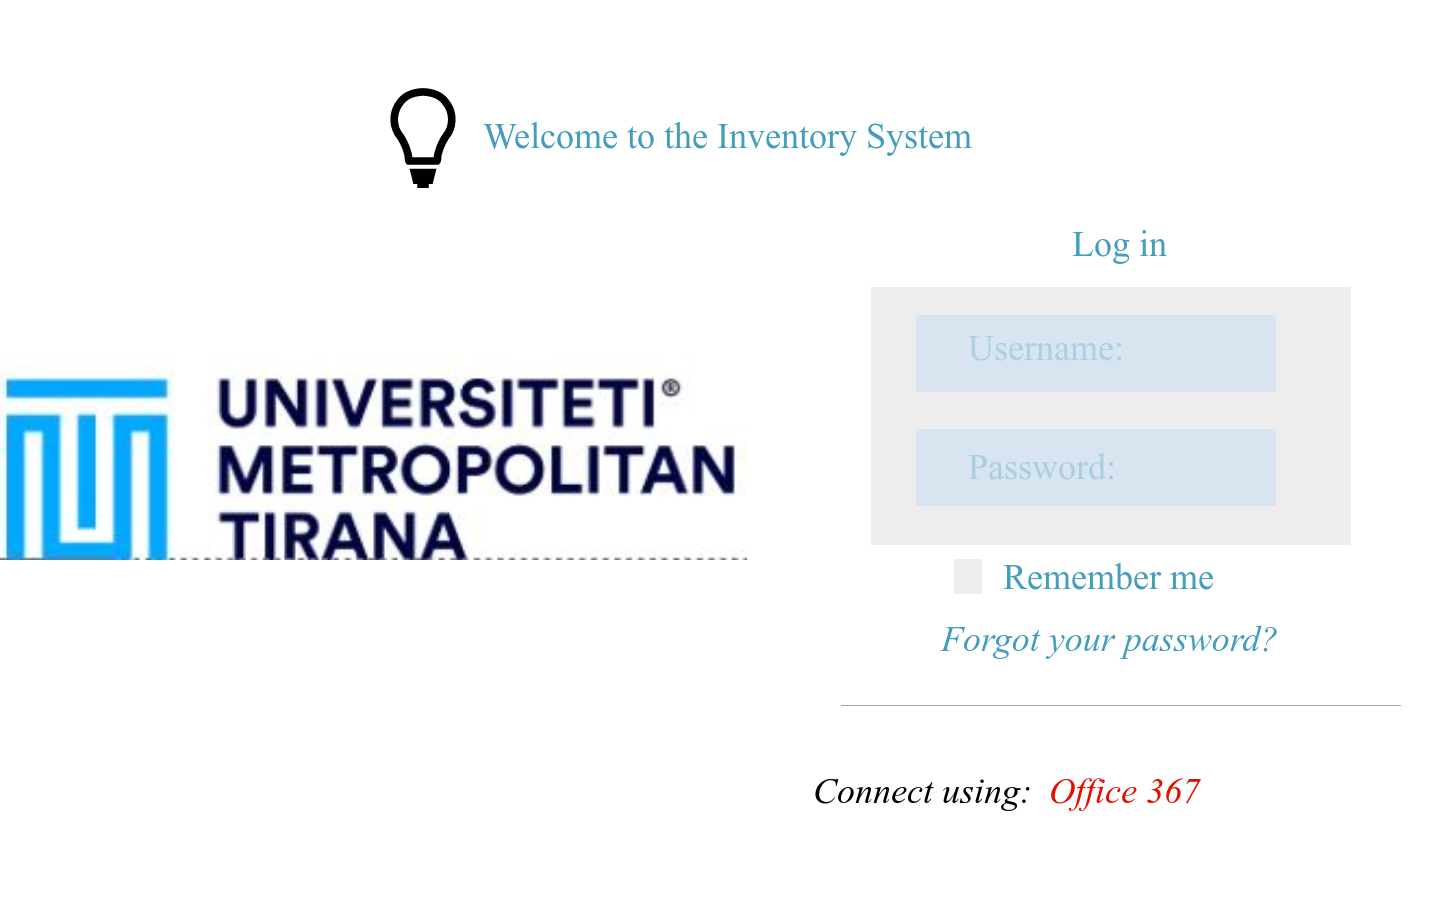 Welcome to the Inventory System
Log in
Username:
Password:
UNIVERSITETI®
METROPOLITAN
TIRANA
Remember me
Forgot your password?
Connect using: Office 367